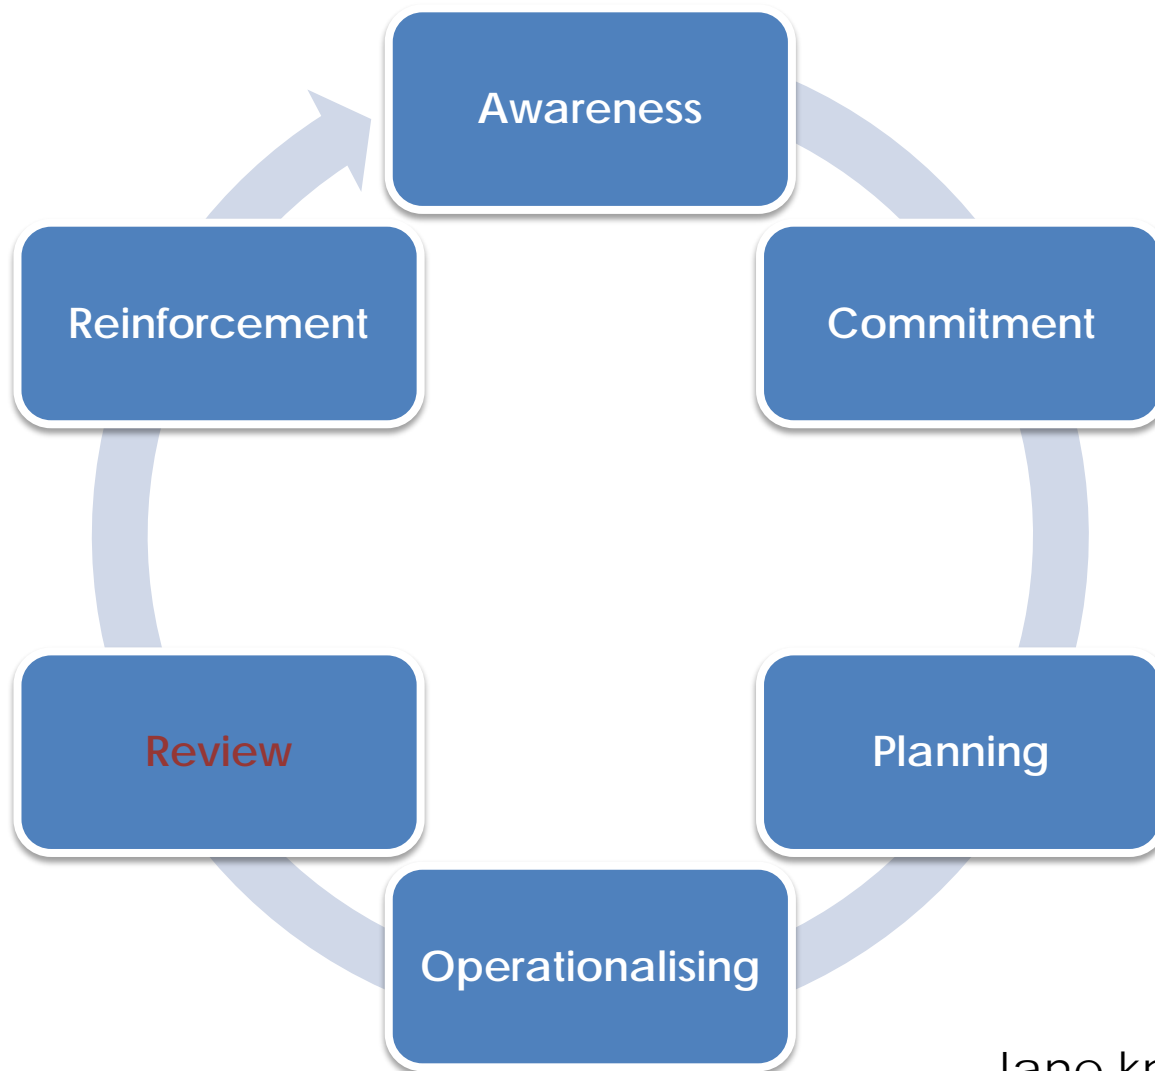 Awareness
Commitment
Planning
Operationalising
Review
Reinforcement